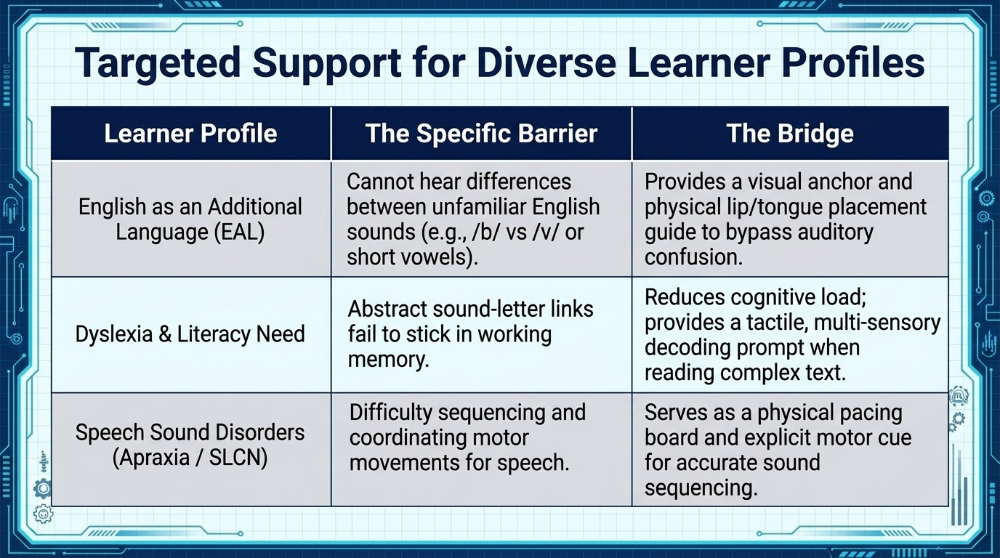 Targeted Support for Diverse Learner Profiles
Learner Profile
The Specific Barrier
The Bridge
English as an Additional
Language (EAL)
Cannot hear differences
between unfamiliar English
sounds (e.g., /b/ vs /v/ or
short vowels).
Provides a visual anchor and
physical lip/tongue placement
guide to bypass auditory
confusion.
Dyslexia & Literacy Need
Abstract sound-letter links
fail to stick in working
memory.
Reduces cognitive load;
provides a tactile, multi-sensory
decoding prompt when
reading complex text.
Speech Sound Disorders
(Apraxia / SLCN)
Difficulty sequencing and
coordinating motor
movements for speech.
Serves as a physical pacing
board and explicit motor cue
for accurate sound
sequencing.